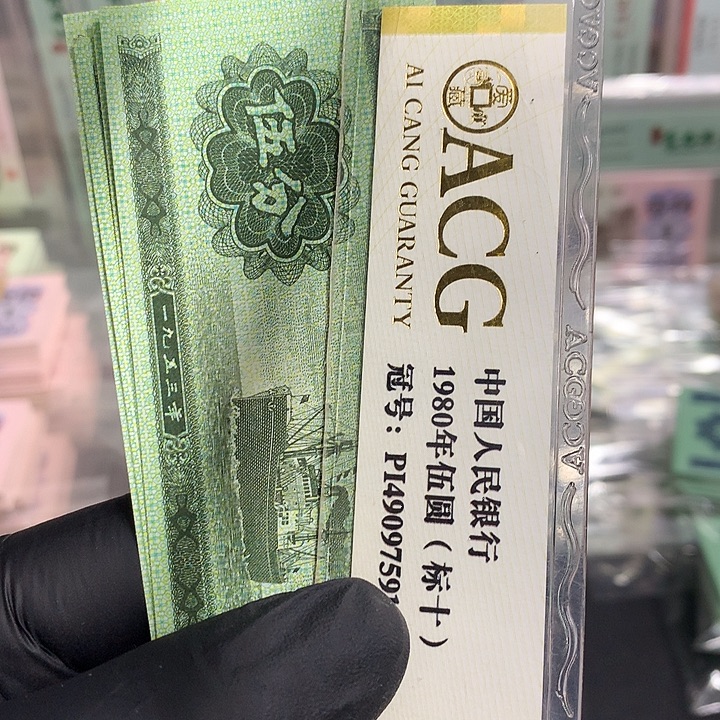 伍分
一九五三年
ACG
AI CANG GUARANTY
中国人民银行
1980年伍圆（标十）
冠号：PI49097591
ACG